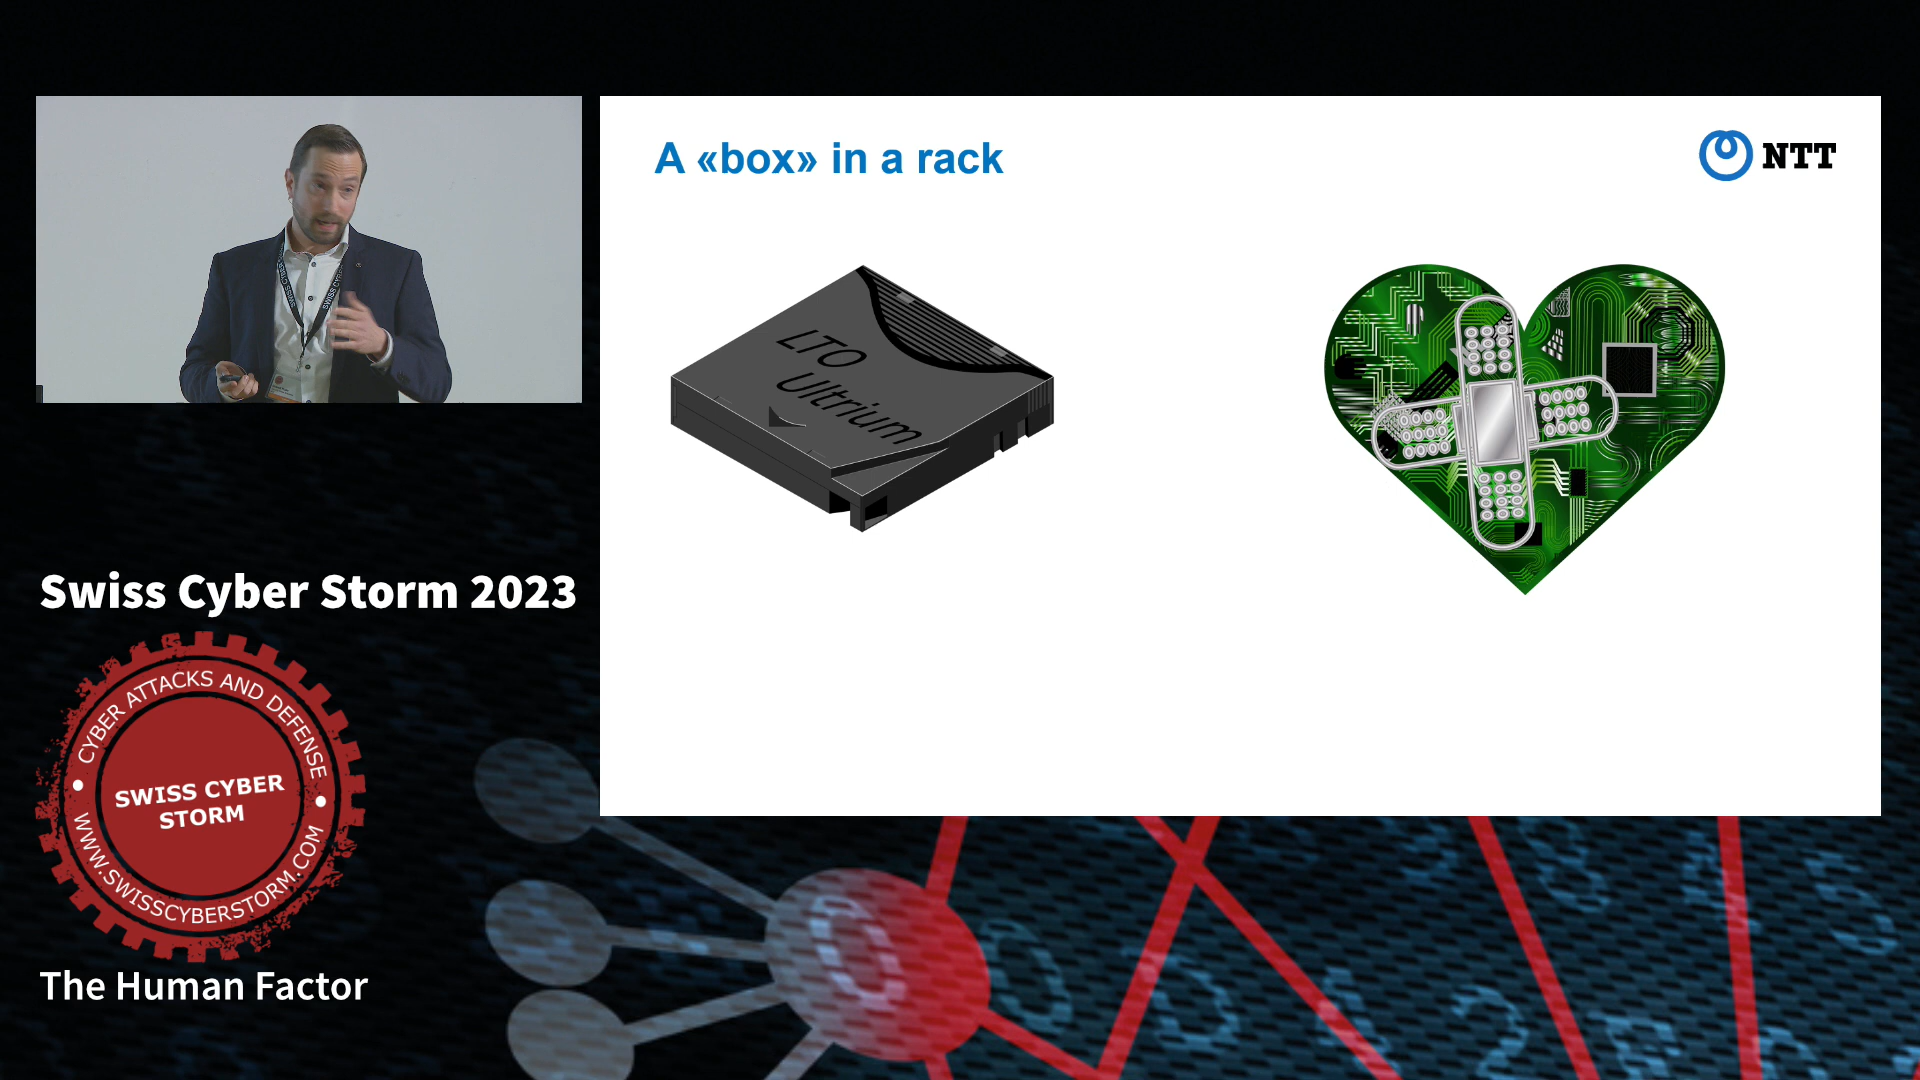 A «box» in a rack
NTT
LTO
Ultrium
Swiss Cyber Storm 2023
CYBER ATTACKS AND DEFENSE
SWISS CYBER
STORM
WWW.SWISSCYBERSTORM.COM
The Human Factor